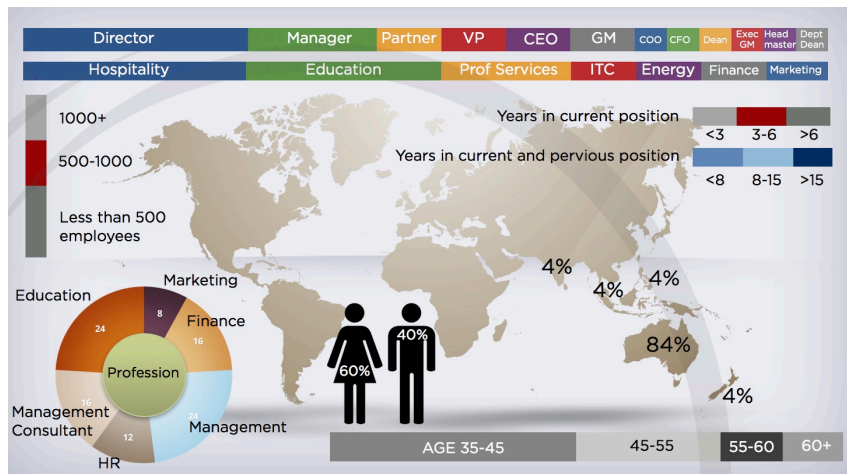 Director Manager Partner VP CEO GM COO CFO Dean Exec GM Head master Dept Dean
Hospitality Education Prof Services ITC Energy Finance Marketing
1000+
500-1000
Less than 500
employees
Years in current position
<3 3-6 >6
Years in current and pervious position
<8 8-15 >15
4%
4%
4%
84%
4%
Marketing
Education
8
Finance
24
16
Profession
16
Management
Consultant
24
Management
12
HR
60%
40%
AGE 35-45 45-55 55-60 60+